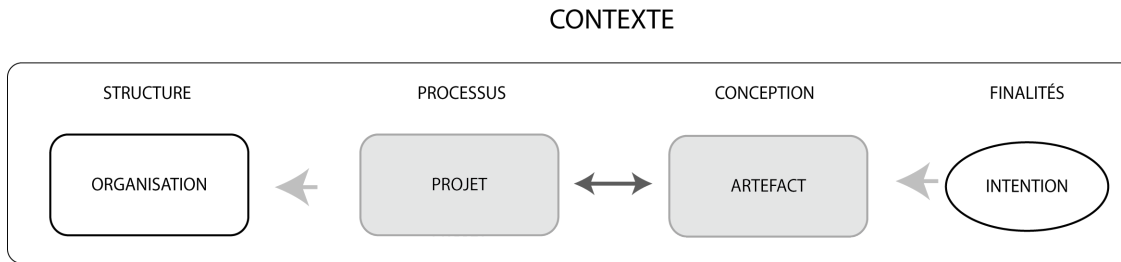 CONTEXTE
STRUCTURE PROCESSUS CONCEPTION FINALITÉS
ORGANISATION PROJET ARTEFACT INTENTION